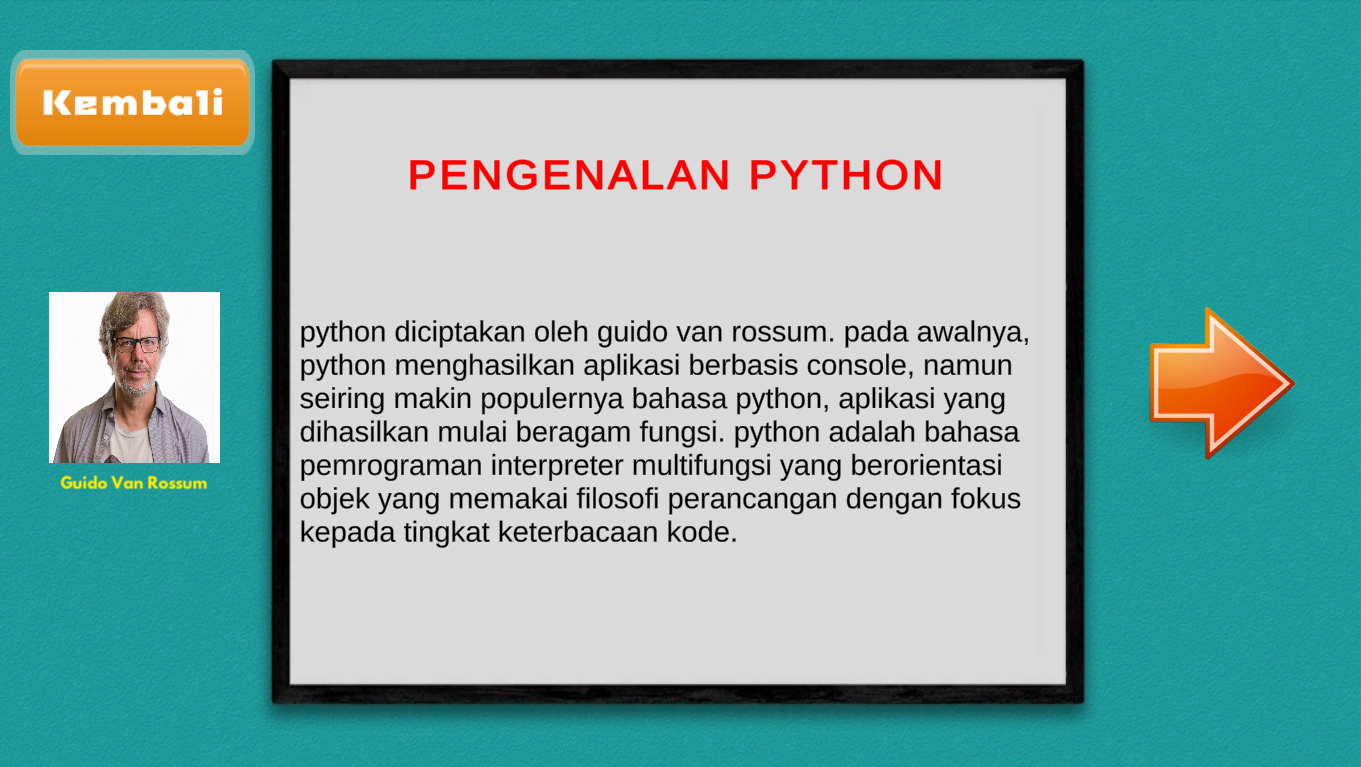 Kembali
PENGENALAN PYTHON
python diciptakan oleh guido van rossum. pada awalnya,
python menghasilkan aplikasi berbasis console, namun
seiring makin populernya bahasa python, aplikasi yang
dihasilkan mulai beragam fungsi. python adalah bahasa
pemrograman interpreter multifungsi yang berorientasi
objek yang memakai filosofi perancangan dengan fokus
kepada tingkat keterbacaan kode.
Guido Van Rossum